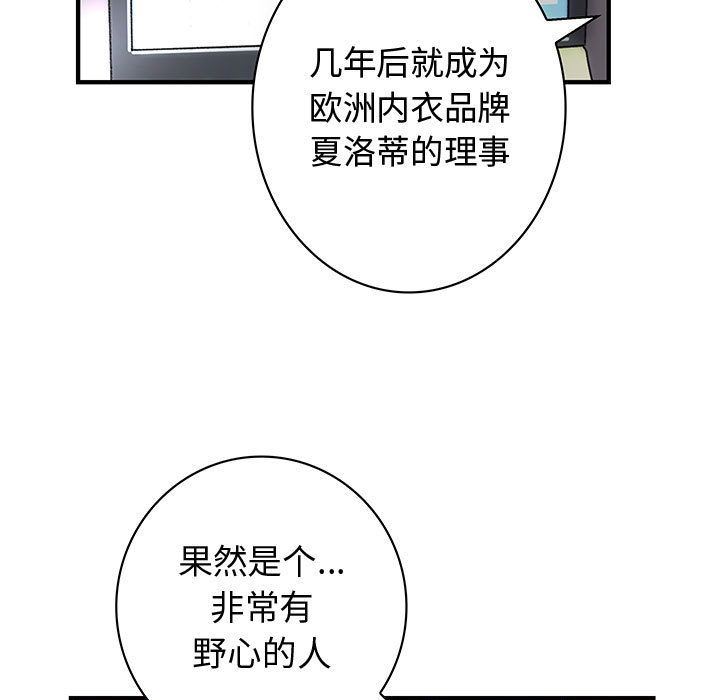 几年后就成为
欧洲内衣品牌
夏洛蒂的理事
果然是个...
非常有
野心的人